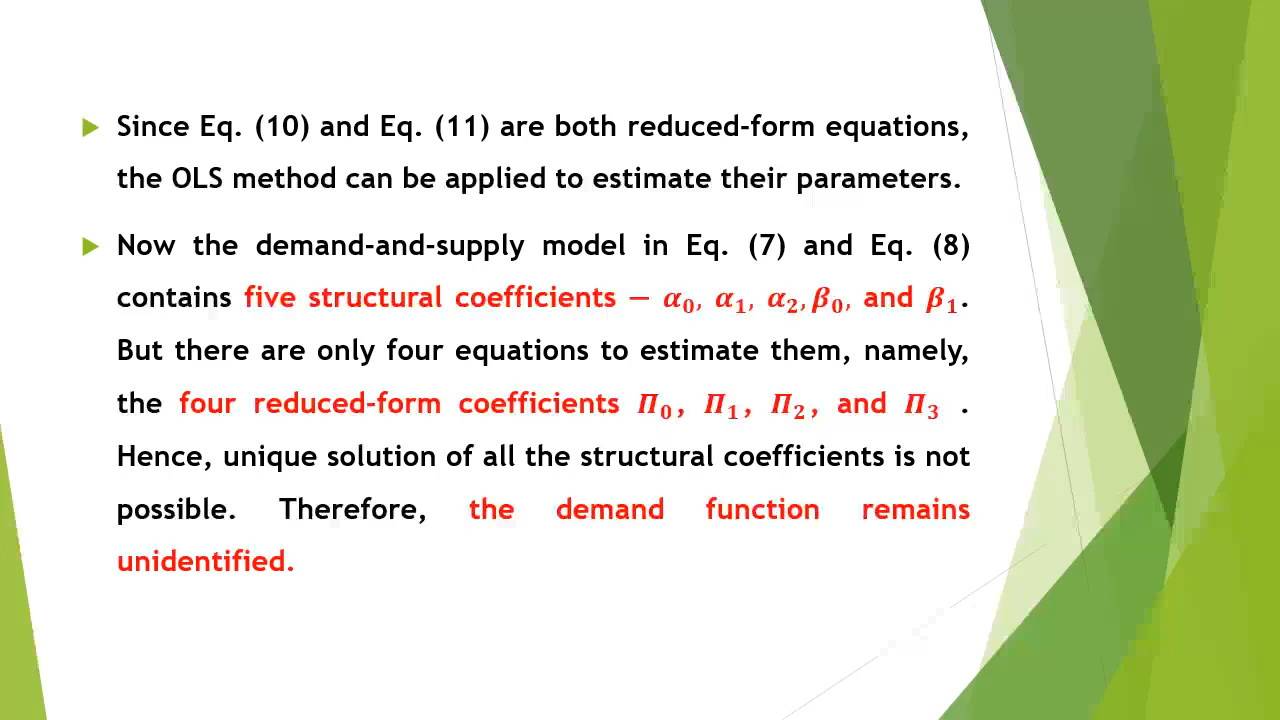 Since Eq. (10) and Eq. (11) are both reduced-form equations,
the OLS method can be applied to estimate their parameters.
Now the demand-and-supply model in Eq. (7) and Eq. (8)
contains five structural coefficients – α₀, α₁, α₂, β₀, and β₁.
But there are only four equations to estimate them, namely,
the four reduced-form coefficients Π₀, Π₁, Π₂, and Π₃ .
Hence, unique solution of all the structural coefficients is not
possible. Therefore, the demand function remains
unidentified.